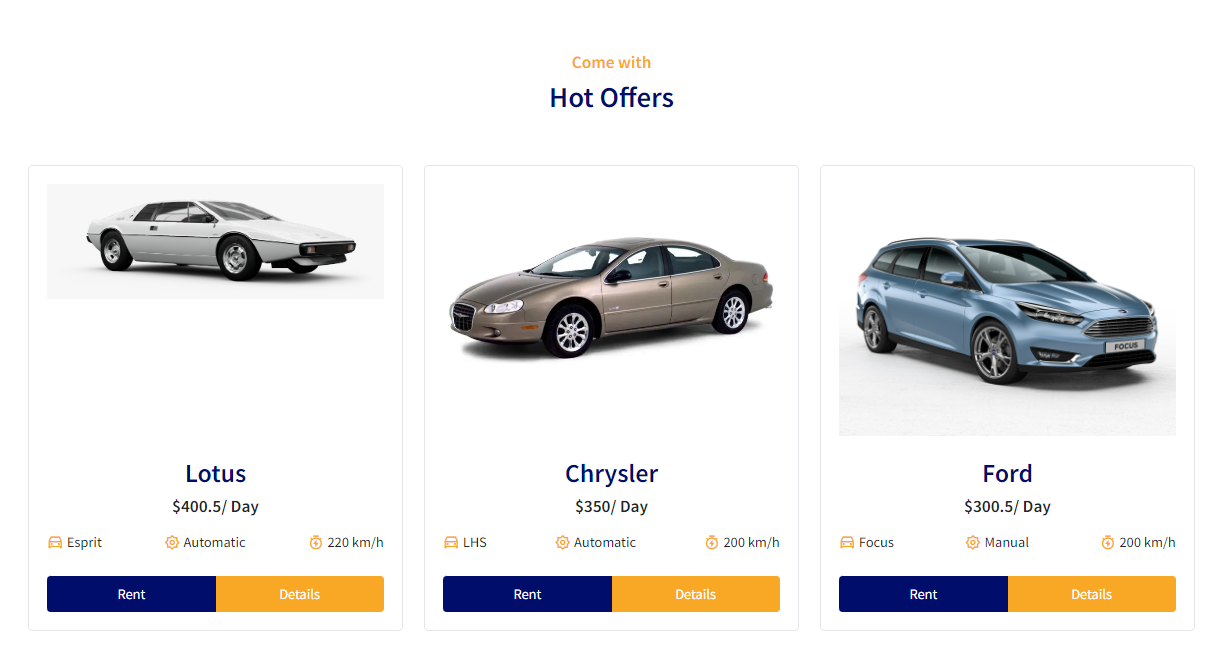 Come with
Hot Offers
Lotus
$400.5/ Day
Esprit
Automatic
220 km/h
Rent
Details
Chrysler
$350/ Day
LHS
Automatic
200 km/h
Rent
Details
FOCUS
Ford
$300.5/ Day
Focus
Manual
200 km/h
Rent
Details